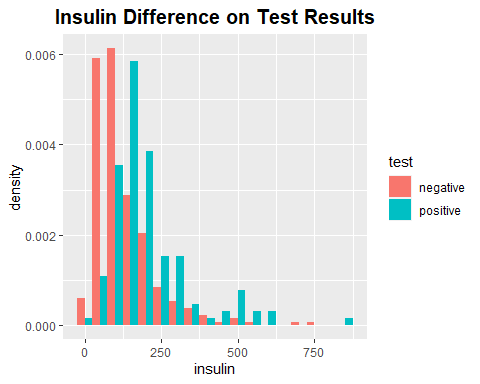 Insulin Difference on Test Results
0.006
0.004
0.002
0.000
density
0
250
500
750
insulin
test
negative
positive